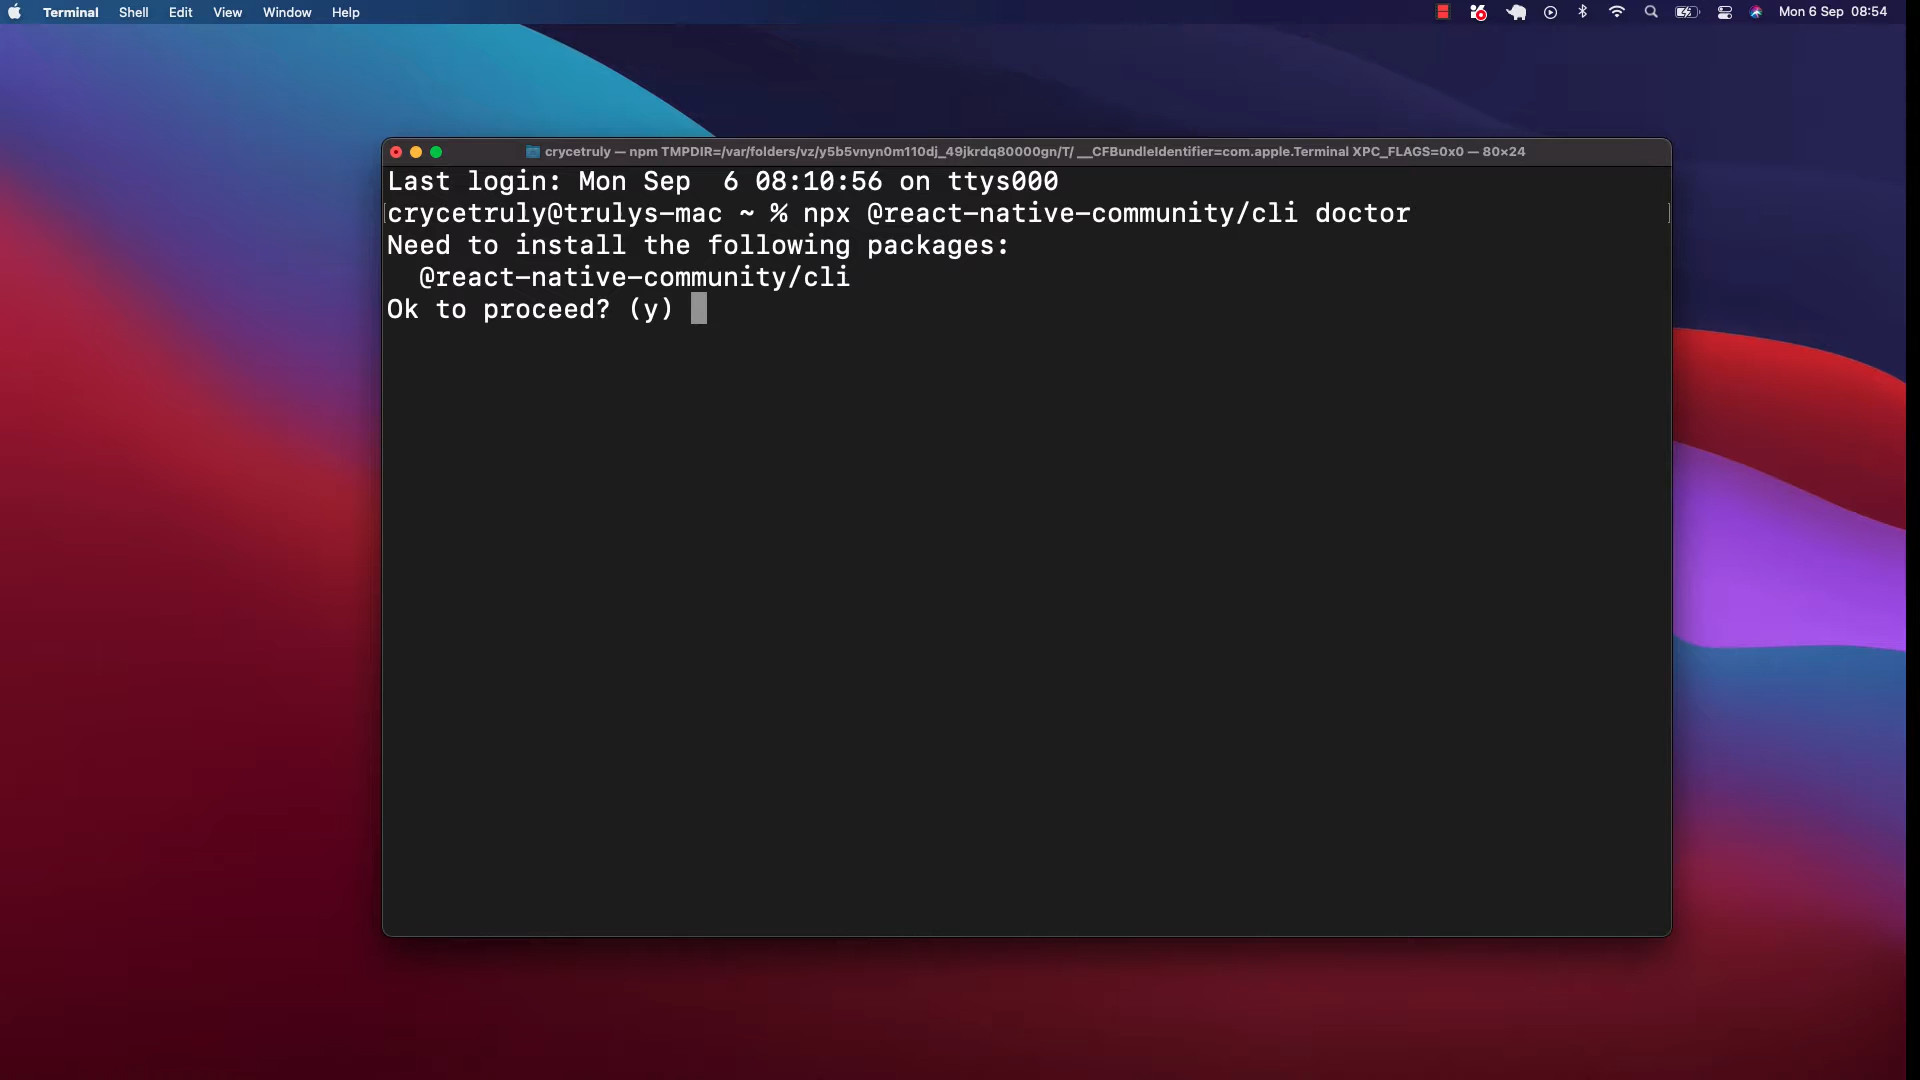 Terminal Shell Edit View Window Help Mon 6 Sep 08:54
crycetruly — npm TMPDIR=/var/folders/vz/y5b5vnyn0m110dj_49jkrdq80000gn/T/ __CFBundleIdentifier=com.apple.Terminal XPC_FLAGS=0x0 — 80×24
Last login: Mon Sep  6 08:10:56 on ttys000
crycetruly@trulys-mac ~ % npx @react-native-community/cli doctor
Need to install the following packages:
  @react-native-community/cli
Ok to proceed? (y)